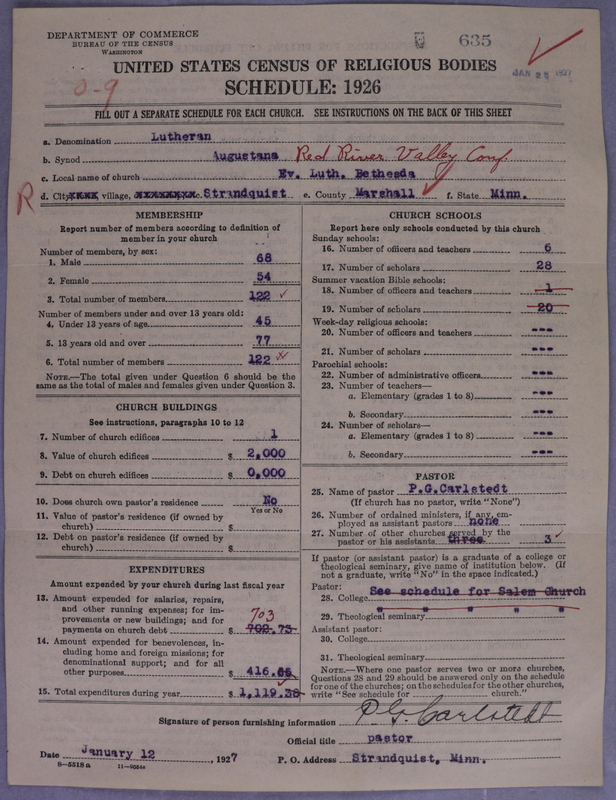 DEPARTMENT OF COMMERCE
BUREAU OF THE CENSUS
WASHINGTON
635
JAN 25 1927
UNITED STATES CENSUS OF RELIGIOUS BODIES
SCHEDULE: 1926
0-9
FILL OUT A SEPARATE SCHEDULE FOR EACH CHURCH. SEE INSTRUCTIONS ON THE BACK OF THIS SHEET
a. Denomination Lutheran
b. Synod Augustana Red River Valley Conf.
c. Local name of church Ev. Luth. Bethesda
R d. City, village, Strandquist e. County Marshall f. State Minn.
MEMBERSHIP
Report number of members according to definition of
member in your church
Number of members, by sex:
1. Male 68
2. Female 54
3. Total number of members 122
Number of members under and over 13 years old:
4. Under 13 years of age 45
5. 13 years old and over 77
6. Total number of members 122
NOTE.—The total given under Question 6 should be the
same as the total of males and females given under Question 3.
CHURCH BUILDINGS
See instructions, paragraphs 10 to 12
7. Number of church edifices 1
8. Value of church edifices $ 2,000
9. Debt on church edifices $ 0,000
10. Does church own pastor's residence No
Yes or No
11. Value of pastor's residence (if owned by
church) $
12. Debt on pastor's residence (if owned by
church) $
EXPENDITURES
Amount expended by your church during last fiscal year
13. Amount expended for salaries, repairs,
and other running expenses; for im-
provements or new buildings; and for
payments on church debt $ 702.73 703
14. Amount expended for benevolences, in-
cluding home and foreign missions; for
denominational support; and for all
other purposes $ 416.65
15. Total expenditures during year $ 1,119.38
CHURCH SCHOOLS
Report here only schools conducted by this church
Sunday schools:
16. Number of officers and teachers 6
17. Number of scholars 28
Summer vacation Bible schools:
18. Number of officers and teachers 1
19. Number of scholars 20
Week-day religious schools:
20. Number of officers and teachers ---
21. Number of scholars ---
Parochial schools:
22. Number of administrative officers ---
23. Number of teachers—
a. Elementary (grades 1 to 8) ---
b. Secondary ---
24. Number of scholars—
a. Elementary (grades 1 to 8) ---
b. Secondary ---
PASTOR
25. Name of pastor P.G.Carlstedt
(If church has no pastor, write "None")
26. Number of ordained ministers, if any, em-
ployed as assistant pastors none
27. Number of other churches served by the
pastor or his assistants three 3
If pastor (or assistant pastor) is a graduate of a college or
theological seminary, give name of institution below. (If
not a graduate, write "No" in the space indicated.)
Pastor:
28. College See schedule for Salem Church
29. Theological seminary " " " " "
Assistant pastor:
30. College
31. Theological seminary
NOTE.—Where one pastor serves two or more churches,
Questions 28 and 29 should be answered only on the schedule
for one of the churches; on the schedules for the other churches,
write "See schedule for church."
Signature of person furnishing information P.G. Carlstedt
Official title pastor
Date January 12, 1927 P. O. Address Strandquist, Minn.
8—5518 a